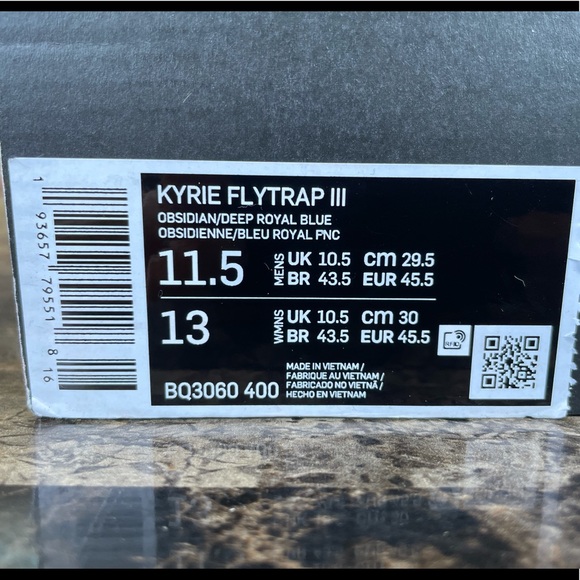 KYRIE FLYTRAP III
OBSIDIAN/DEEP ROYAL BLUE
OBSIDIENNE/BLEU ROYAL FNC
11.5 MENS UK 10.5 cm 29.5
BR 43.5 EUR 45.5
13 WMNS UK 10.5 cm 30
BR 43.5 EUR 45.5
BQ3060 400
MADE IN VIETNAM/
FABRIQUE AU VIETNAM/
FABRICADO NO VIETNÃ/
HECHO EN VIETNAM
1 93657 79551 8 16